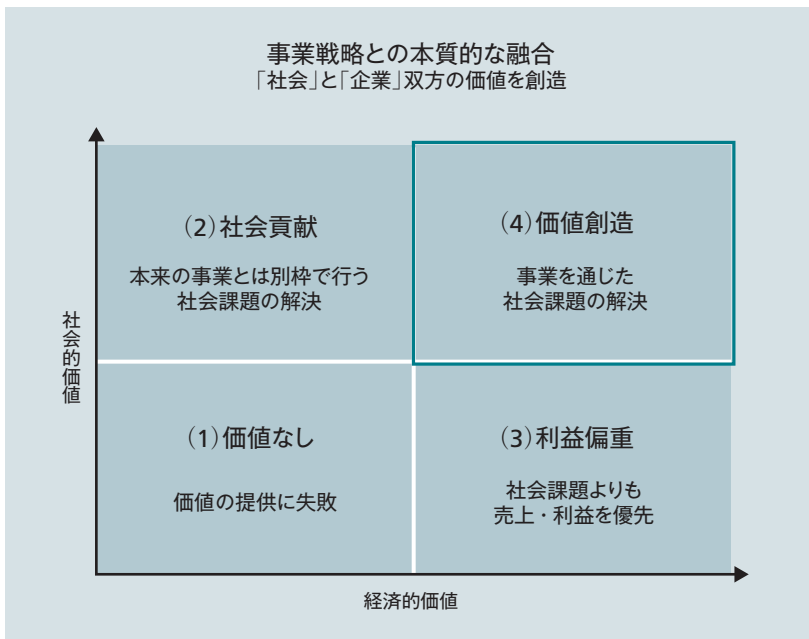 事業戦略との本質的な融合
「社会」と「企業」双方の価値を創造
(2)社会貢献
本来の事業とは別枠で行う
社会課題の解決
(4)価値創造
事業を通じた
社会課題の解決
社会的価値
(1)価値なし
価値の提供に失敗
(3)利益偏重
社会課題よりも
売上・利益を優先
経済的価値